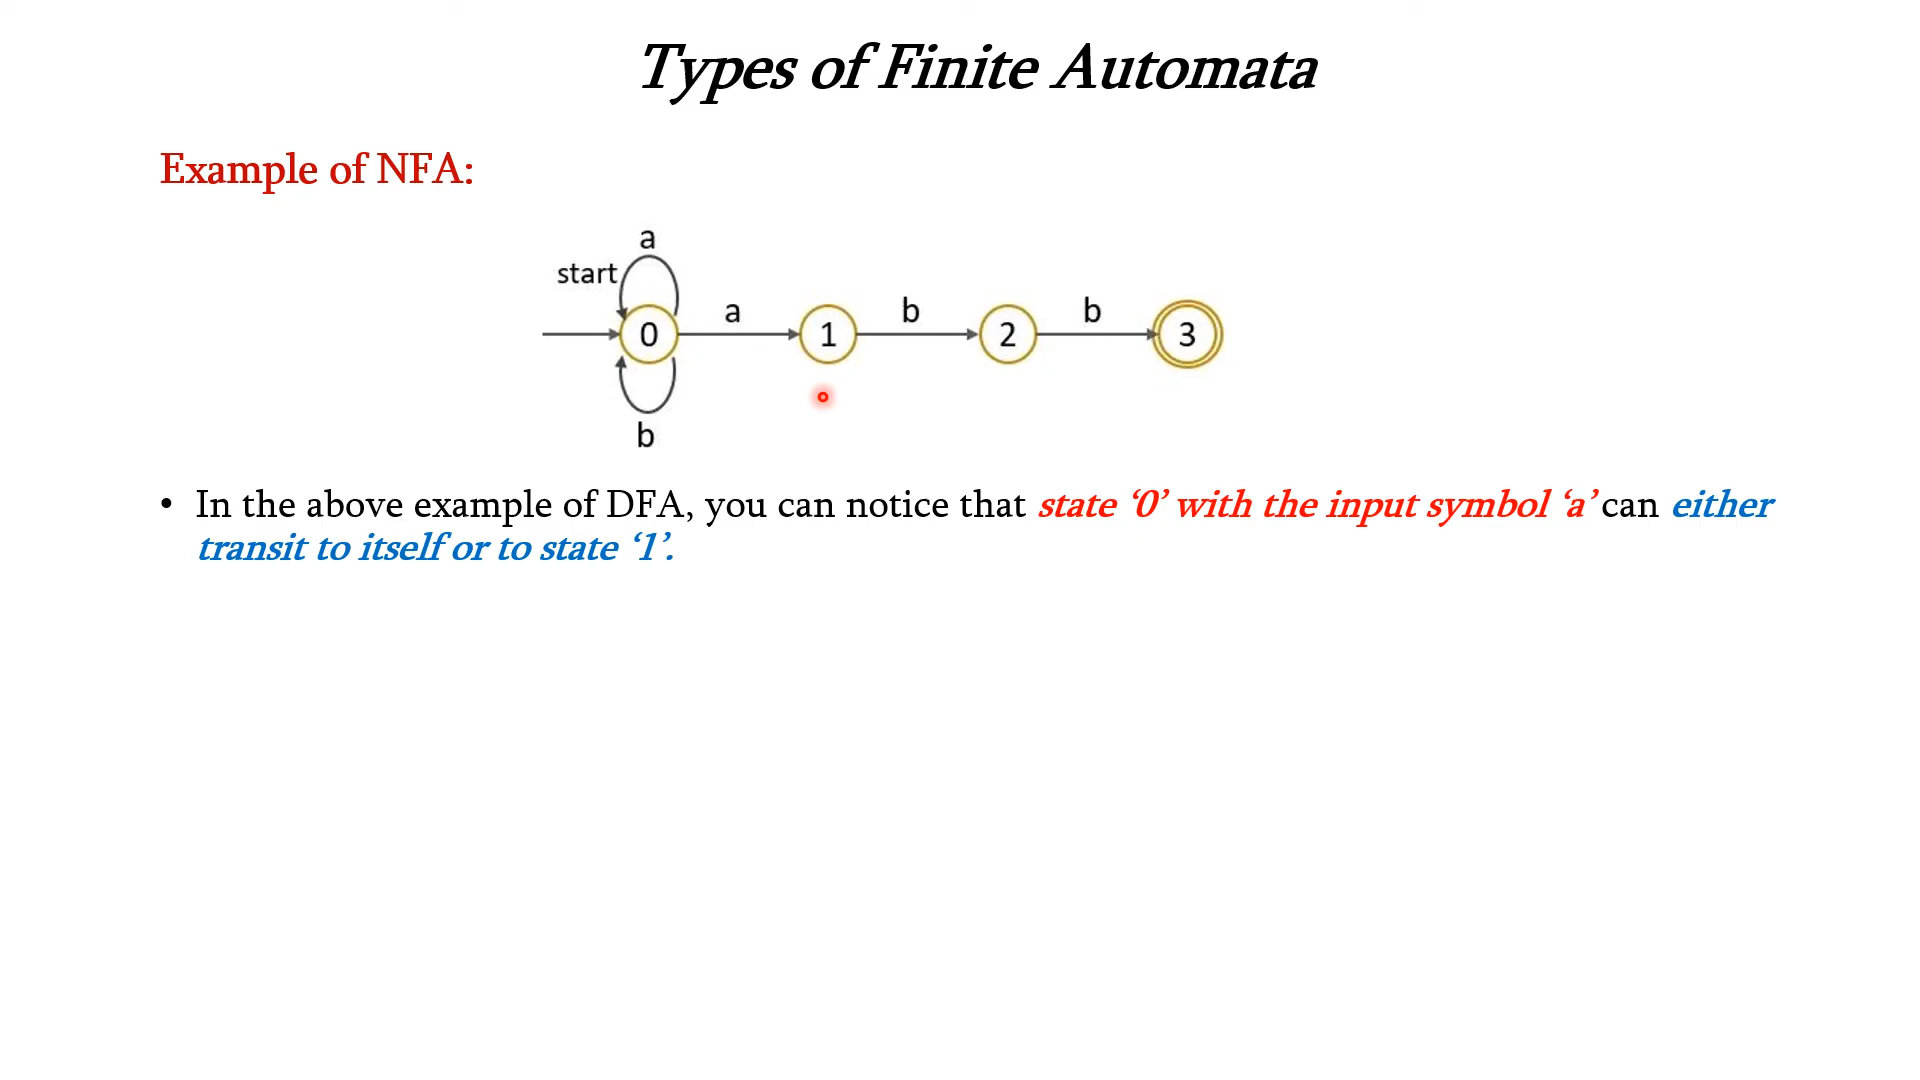 Types of Finite Automata
Example of NFA:
a
start
0 a 1 b 2 b 3
b
• In the above example of DFA, you can notice that state ‘0’ with the input symbol ‘a’ can either
transit to itself or to state ‘1’.